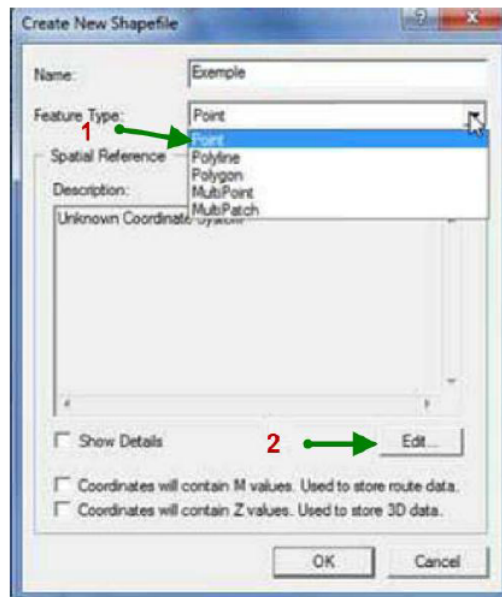 Create New Shapefile
Name: Exemple
Feature Type: Point
1
Point
Polyline
Polygon
MultiPoint
MultiPatch
Spatial Reference
Description:
Unknown Coordinate System
Show Details
2
Edit...
Coordinates will contain M values. Used to store route data.
Coordinates will contain Z values. Used to store 3D data.
OK
Cancel